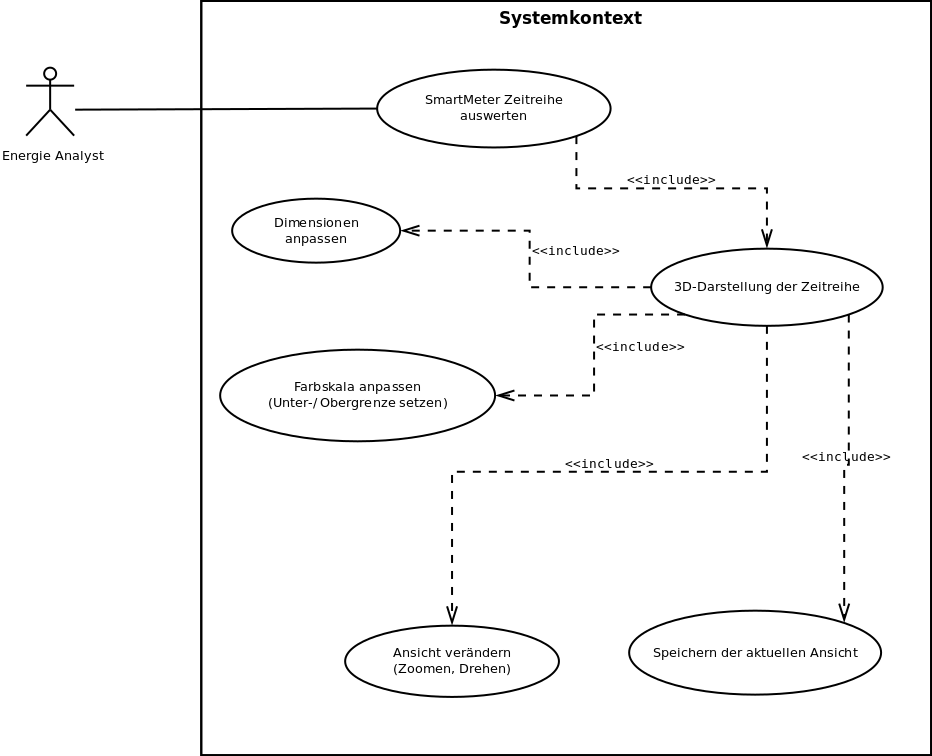 Systemkontext
SmartMeter Zeitreihe
auswerten
Energie Analyst
<<include>>
Dimensionen
anpassen
<<include>>
3D-Darstellung der Zeitreihe
<<include>>
Farbskala anpassen
(Unter-/Obergrenze setzen)
<<include>>
<<include>>
Ansicht verändern
(Zoomen, Drehen)
Speichern der aktuellen Ansicht